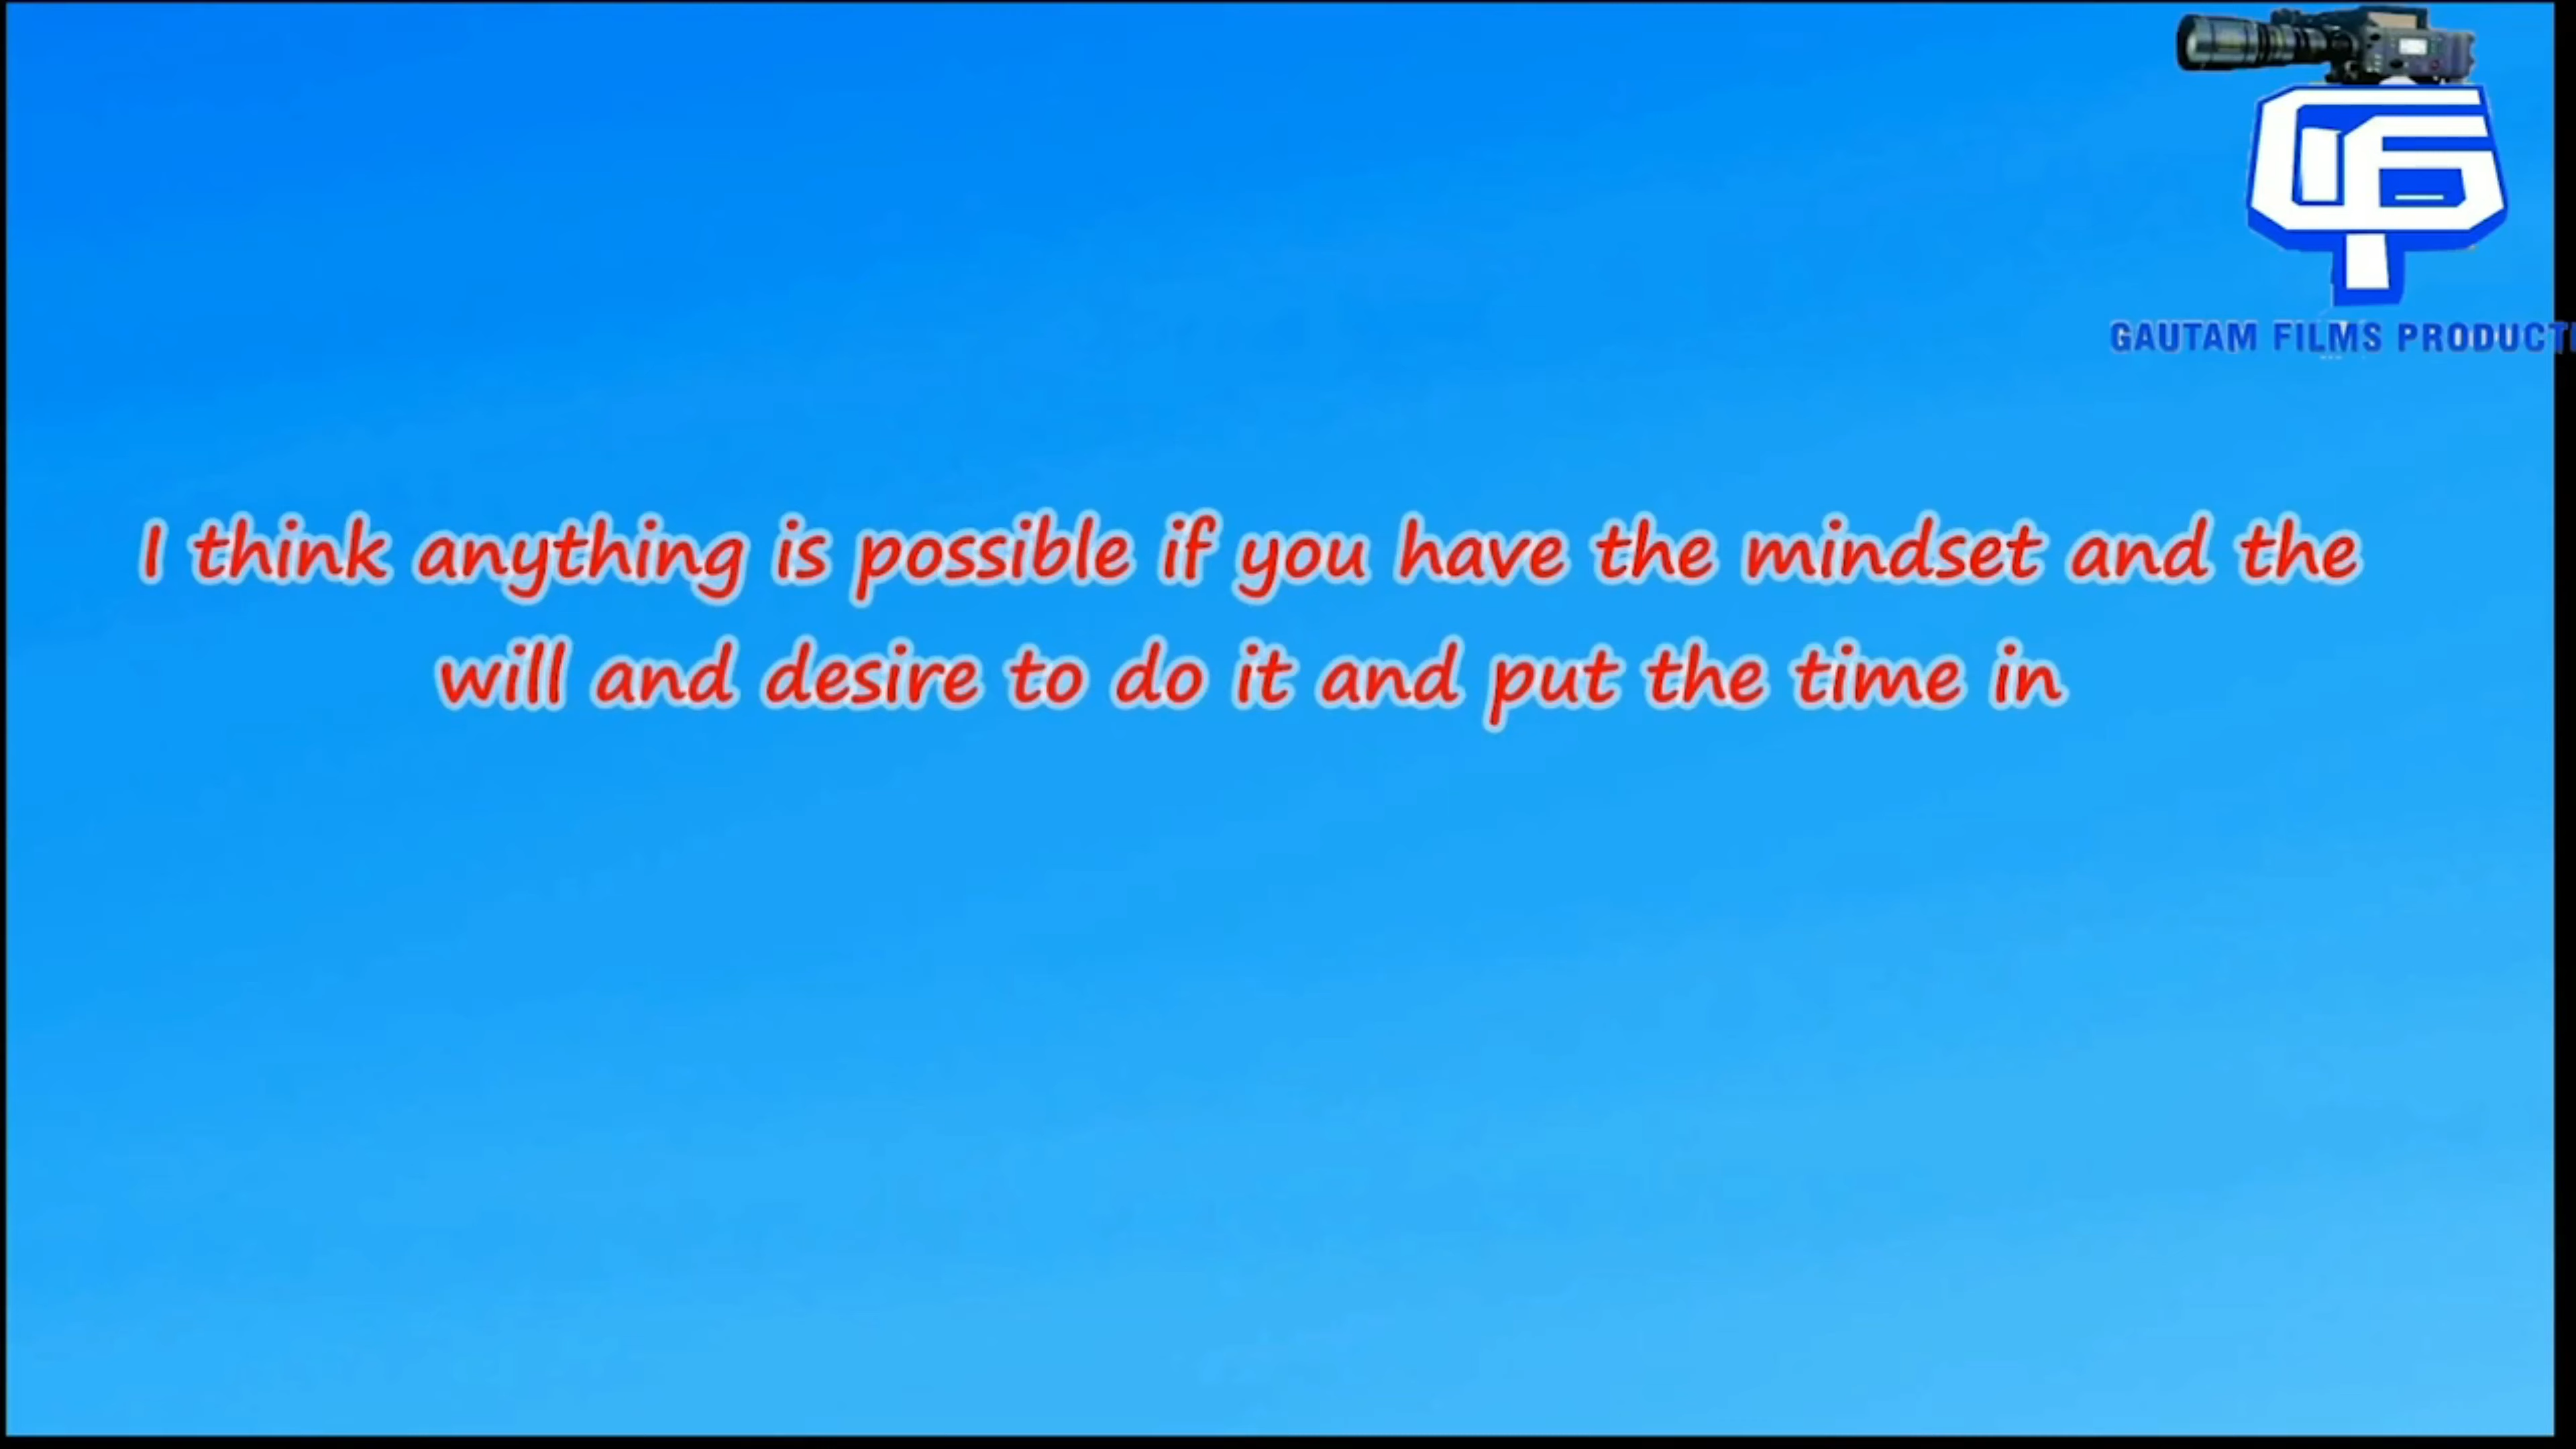 GAUTAM FILMS
I think anything is possible if you have the mindset and the
will and desire to do it and put the time in